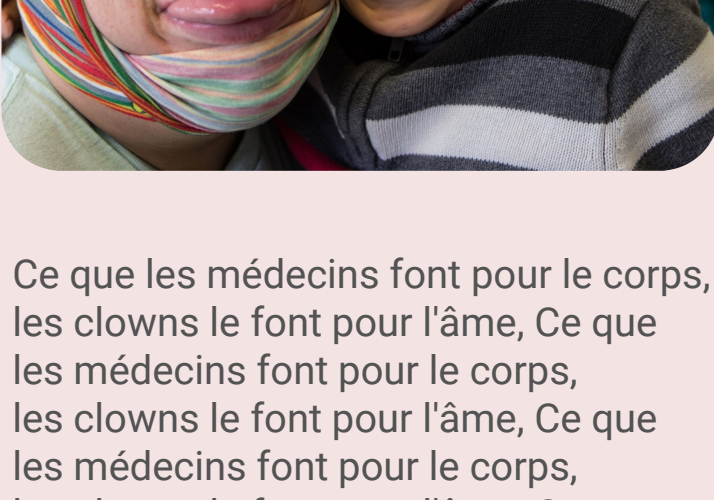 Ce que les médecins font pour le corps,
les clowns le font pour l'âme, Ce que
les médecins font pour le corps,
les clowns le font pour l'âme, Ce que
les médecins font pour le corps,